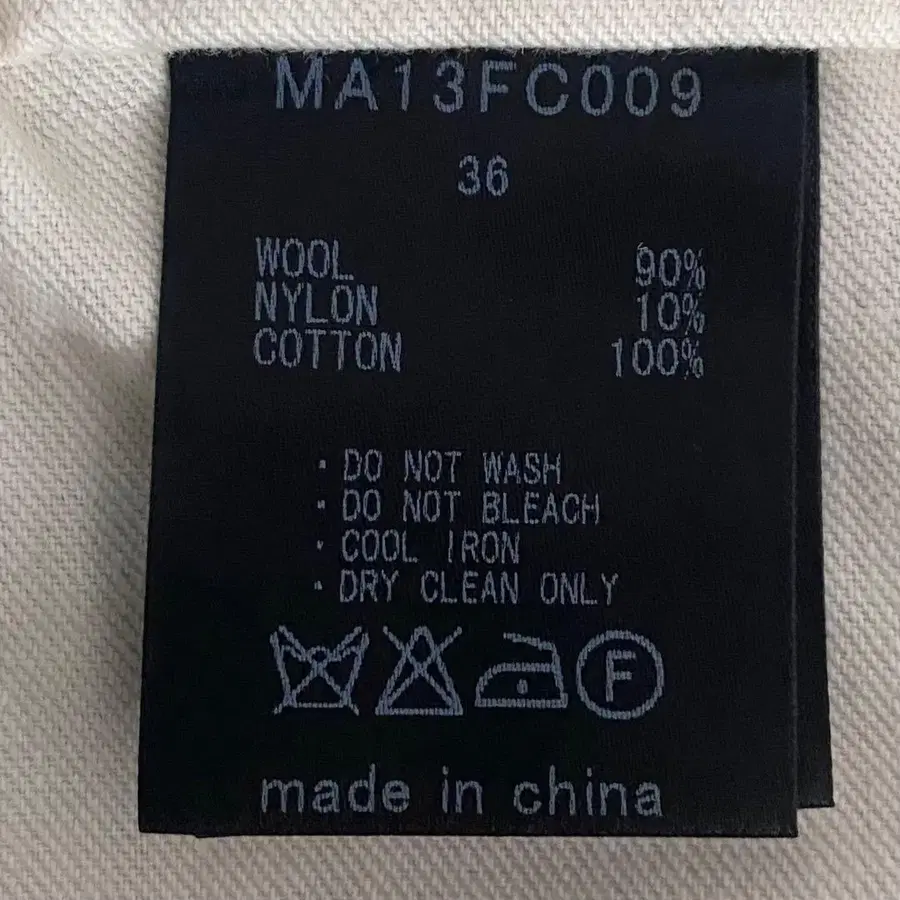 MA13FC009
36
WOOL 90%
NYLON 10%
COTTON 100%
· DO NOT WASH
· DO NOT BLEACH
· COOL IRON
· DRY CLEAN ONLY
F
made in china